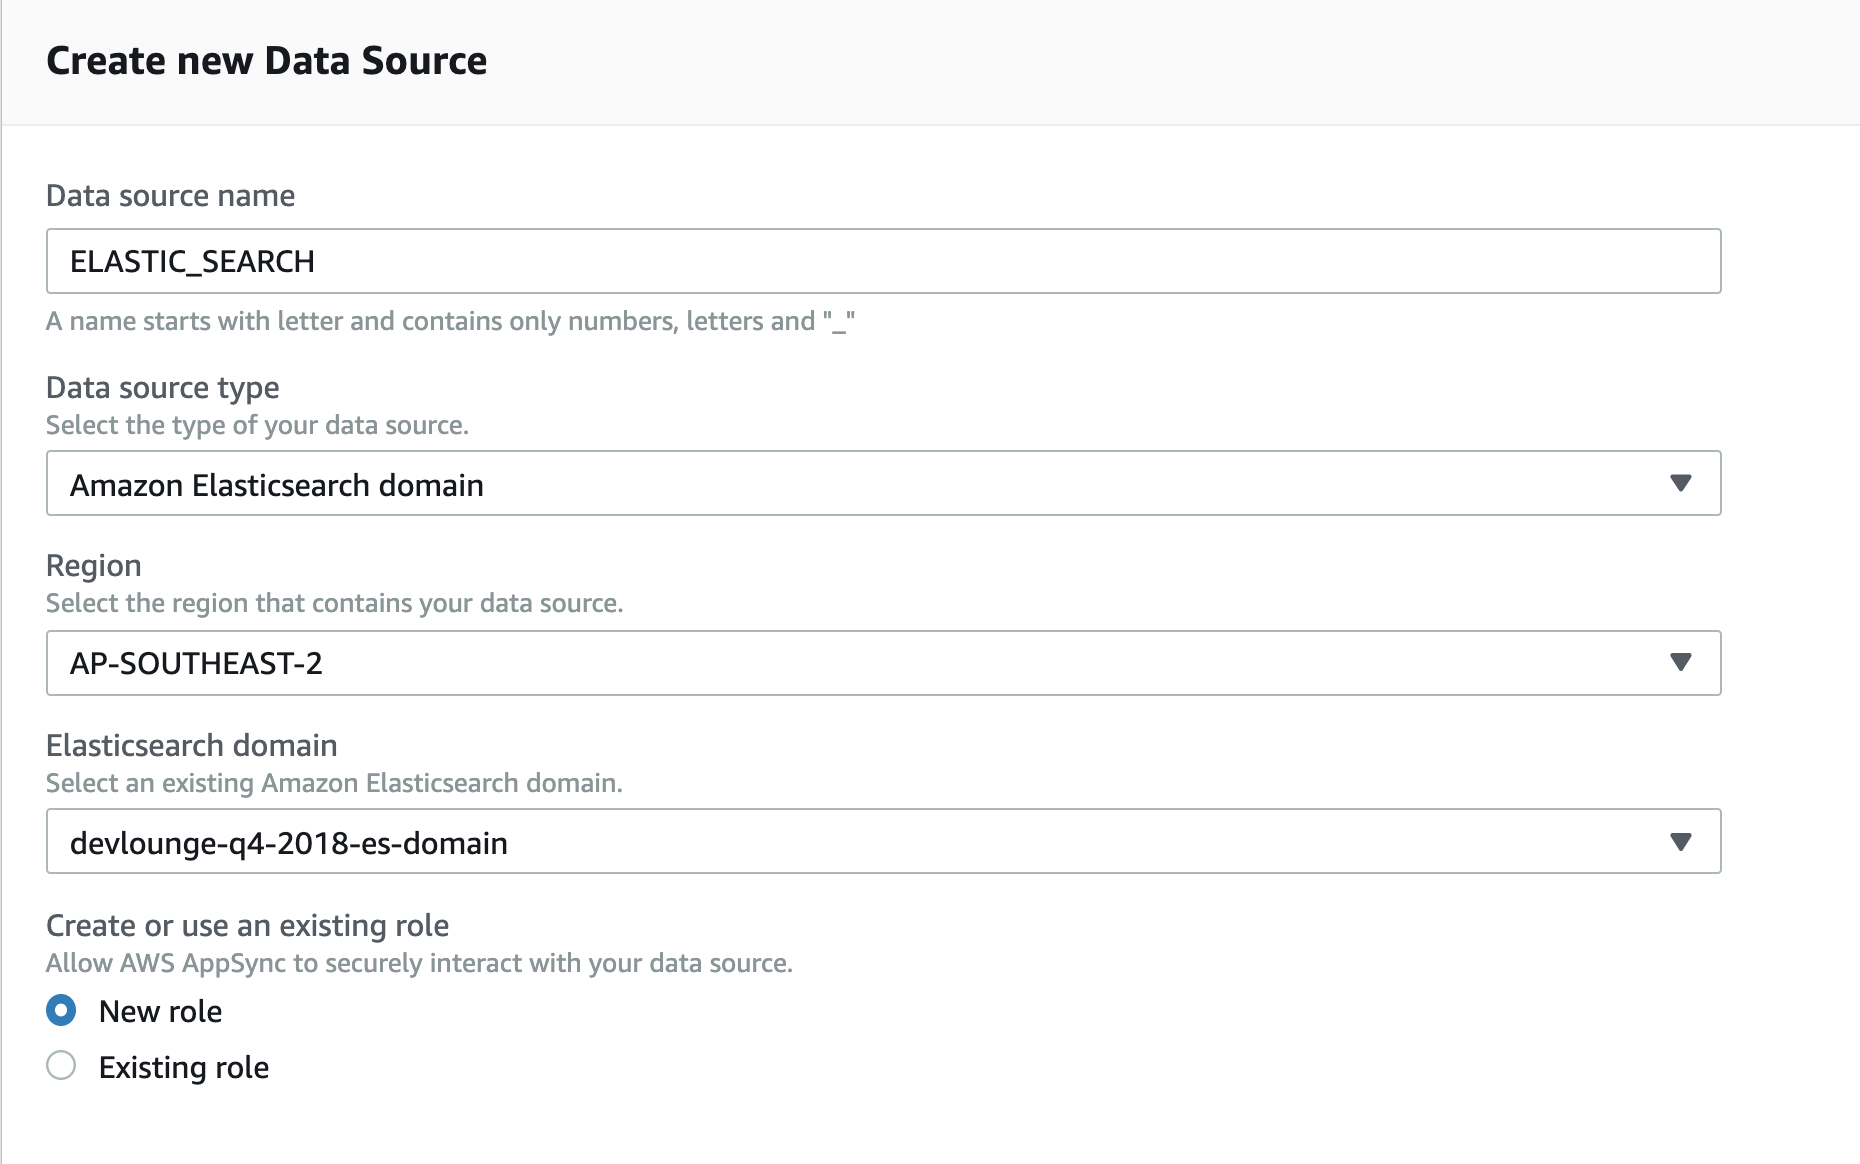 Create new Data Source
Data source name
ELASTIC_SEARCH
A name starts with letter and contains only numbers, letters and "_"
Data source type
Select the type of your data source.
Amazon Elasticsearch domain
Region
Select the region that contains your data source.
AP-SOUTHEAST-2
Elasticsearch domain
Select an existing Amazon Elasticsearch domain.
devlounge-q4-2018-es-domain
Create or use an existing role
Allow AWS AppSync to securely interact with your data source.
New role
Existing role